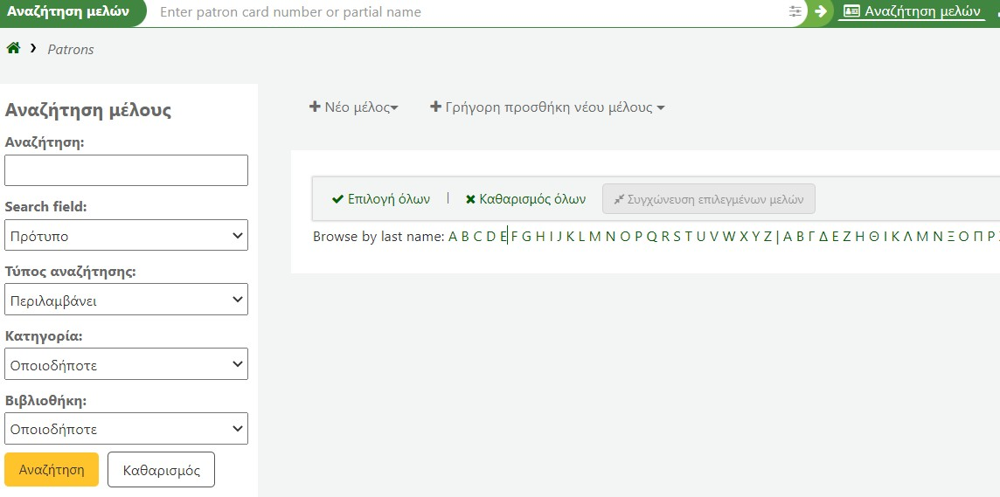 Αναζήτηση μελών Enter patron card number or partial name Αναζήτηση μελών
Patrons
Αναζήτηση μέλους
Νέο μέλος Γρήγορη προσθήκη νέου μέλους
Αναζήτηση:
Search field:
Πρότυπο
Επιλογή όλων | Καθαρισμός όλων Συγχώνευση επιλεγμένων μελών
Browse by last name: A B C D E F G H I J K L M N O P Q R S T U V W X Y Z | Α Β Γ Δ Ε Ζ Η Θ Ι Κ Λ Μ Ν Ξ Ο Π Ρ
Τύπος αναζήτησης:
Περιλαμβάνει
Κατηγορία:
Οποιοδήποτε
Βιβλιοθήκη:
Οποιοδήποτε
Αναζήτηση Καθαρισμός